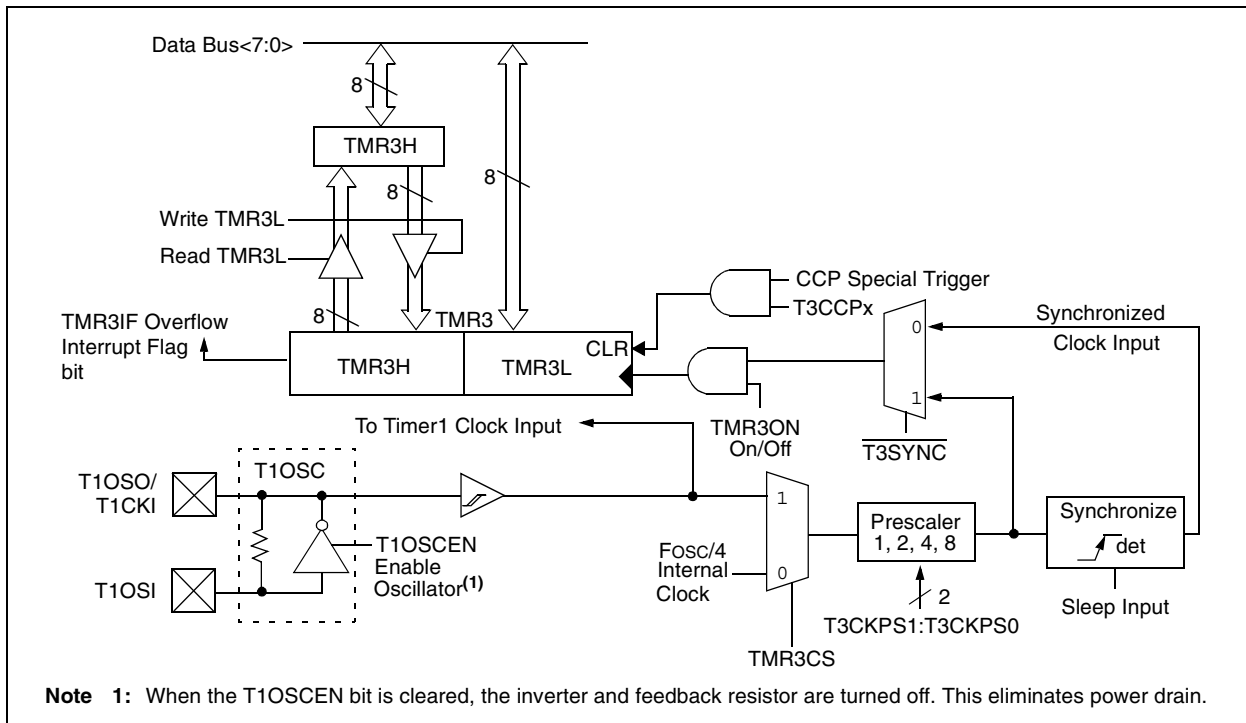 Data Bus<7:0>
8
TMR3H
8
8
Write TMR3L
Read TMR3L
CCP Special Trigger
T3CCPx
8
TMR3
TMR3IF Overflow
Interrupt Flag
bit
TMR3H
TMR3L
CLR
0
1
Synchronized
Clock Input
To Timer1 Clock Input
TMR3ON
On/Off
T3SYNC
T1OSC
T1OSO/
T1CKI
1
Prescaler
1, 2, 4, 8
Synchronize
det
T1OSCEN
Enable
Oscillator(1)
FOSC/4
Internal
Clock
0
T1OSI
2
T3CKPS1:T3CKPS0
Sleep Input
TMR3CS
Note 1: When the T1OSCEN bit is cleared, the inverter and feedback resistor are turned off. This eliminates power drain.